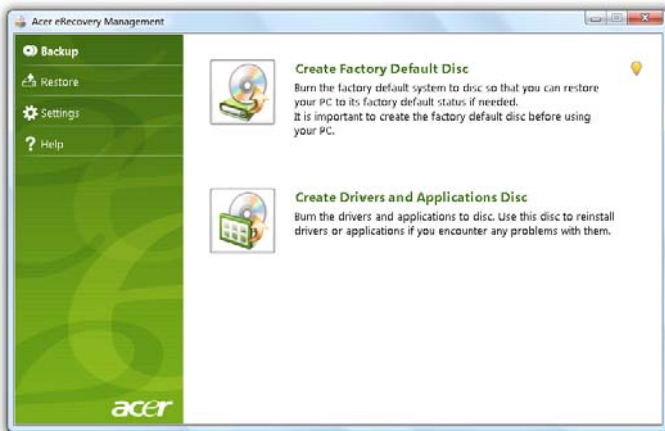 Acer eRecovery Management
Backup
Restore
Settings
Help
Create Factory Default Disc
Burn the factory default system to disc so that you can restore
your PC to its factory default status if needed.
It is important to create the factory default disc before using
your PC.
Create Drivers and Applications Disc
Burn the drivers and applications to disc. Use this disc to reinstall
drivers or applications if you encounter any problems with them.
acer